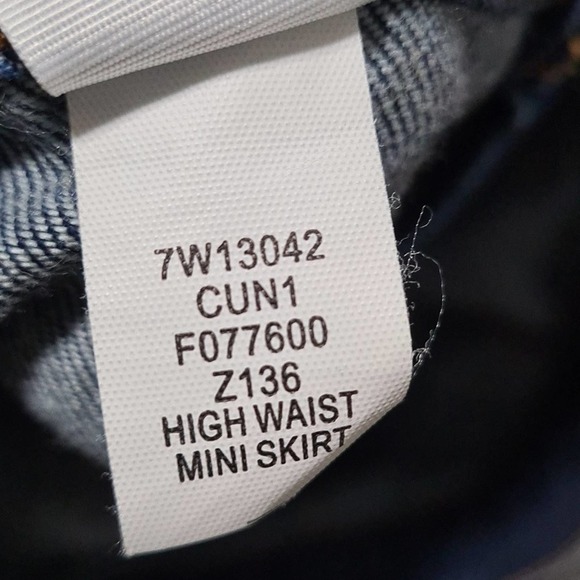 7W13042
CUN1
F077600
Z136
HIGH WAIST
MINI SKIRT